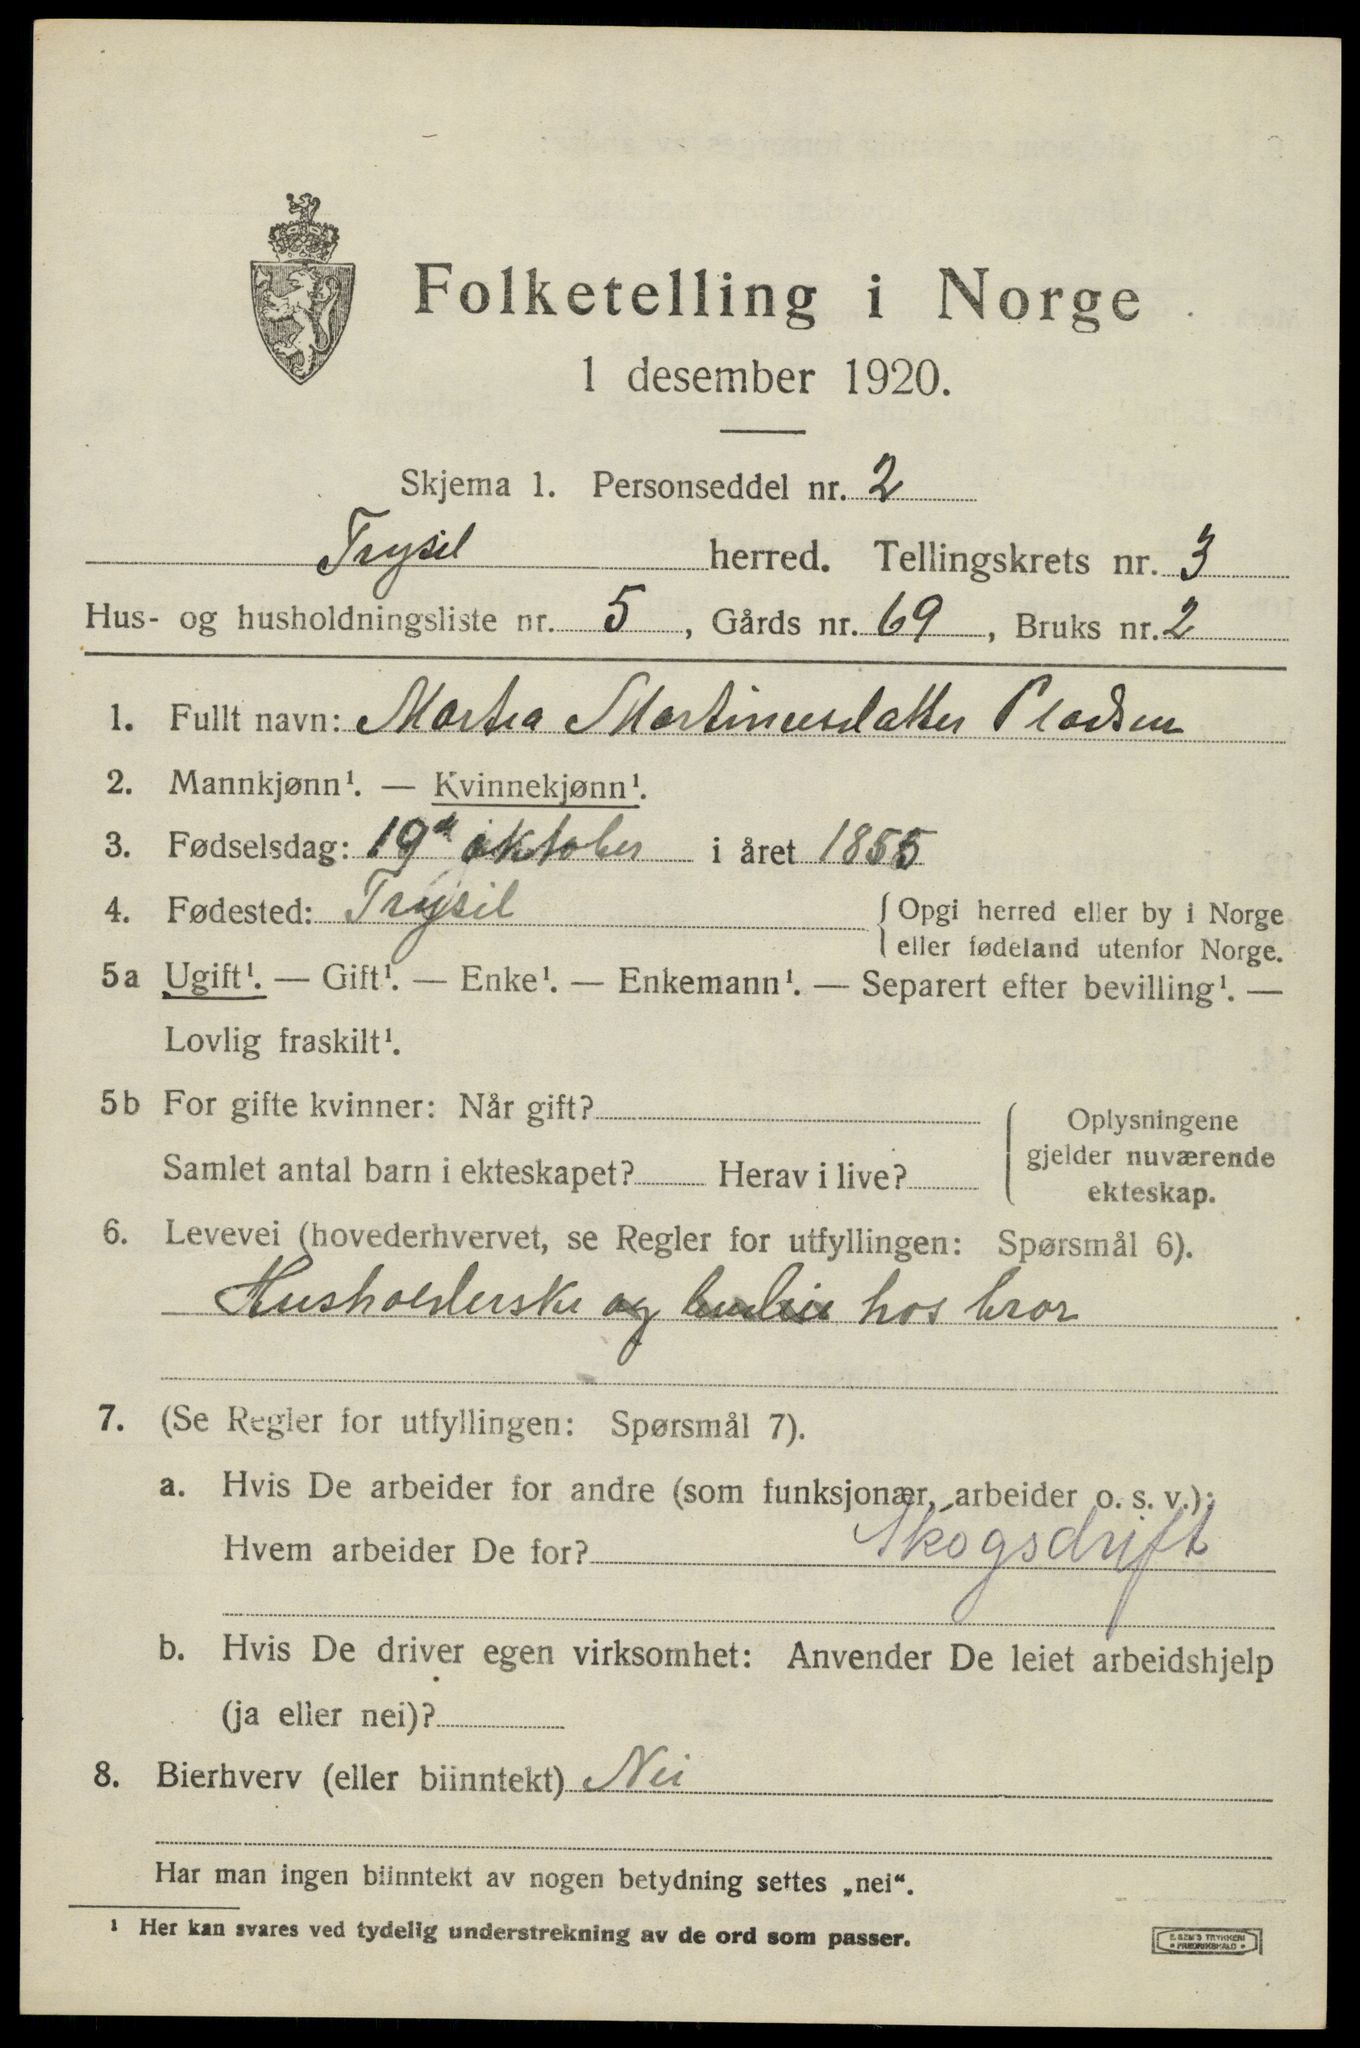 Folketelling i Norge
1 desember 1920.
Skjema 1. Personseddel nr. 2
Trysil herred. Tellingskrets nr. 3
Hus- og husholdningsliste nr. 5, Gårds nr. 69, Bruks nr. 2
1. Fullt navn: Martea Martinusdatter Pladsen
2. Mannkjønn¹. — Kvinnekjønn¹.
3. Fødselsdag: 19de oktober i året 1855
4. Fødested: Trysil { Opgi herred eller by i Norge
eller fødeland utenfor Norge.
5a Ugift¹. — Gift¹. — Enke¹. — Enkemann¹. — Separert efter bevilling¹. —
Lovlig fraskilt¹.
5b For gifte kvinner: Når gift?
Samlet antal barn i ekteskapet? Herav i live?
Oplysningene
gjelder nuværende
ekteskap.
6. Levevei (hovederhvervet, se Regler for utfyllingen: Spørsmål 6).
Husholderske og hos bror
7. (Se Regler for utfyllingen: Spørsmål 7).
a. Hvis De arbeider for andre (som funksjonær, arbeider o. s. v.):
Hvem arbeider De for? Skogsdrift
b. Hvis De driver egen virksomhet: Anvender De leiet arbeidshjelp
(ja eller nei)?
8. Bierhverv (eller biinntekt) Nei
Har man ingen biinntekt av nogen betydning settes „nei“.
¹ Her kan svares ved tydelig understrekning av de ord som passer.
E. SEM'S TRYKKERI
• FREDRIKSHALD •